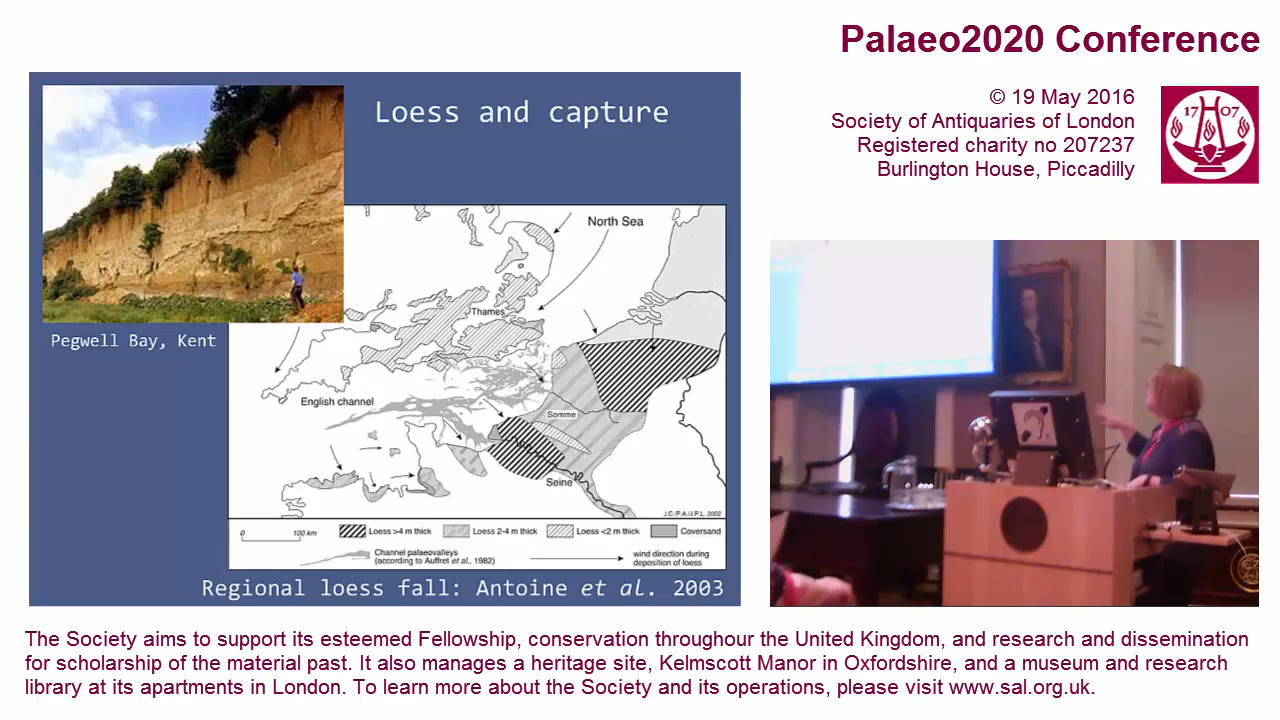 Palaeo2020 Conference
© 19 May 2016
Society of Antiquaries of London
Registered charity no 207237
Burlington House, Piccadilly
17 07
Loess and capture
Pegwell Bay, Kent
North Sea
Thames
English channel
Somme
Seine
J.C/P.A.U.P.L. 2002
0 100 km
Loess >4 m thick
Loess 2-4 m thick
Loess <2 m thick
Coversand
Channel palaeovalleys
(according to Auffret et al., 1982)
wind direction during
deposition of loess
Regional loess fall: Antoine et al. 2003
The Society aims to support its esteemed Fellowship, conservation throughour the United Kingdom, and research and dissemination
for scholarship of the material past. It also manages a heritage site, Kelmscott Manor in Oxfordshire, and a museum and research
library at its apartments in London. To learn more about the Society and its operations, please visit www.sal.org.uk.